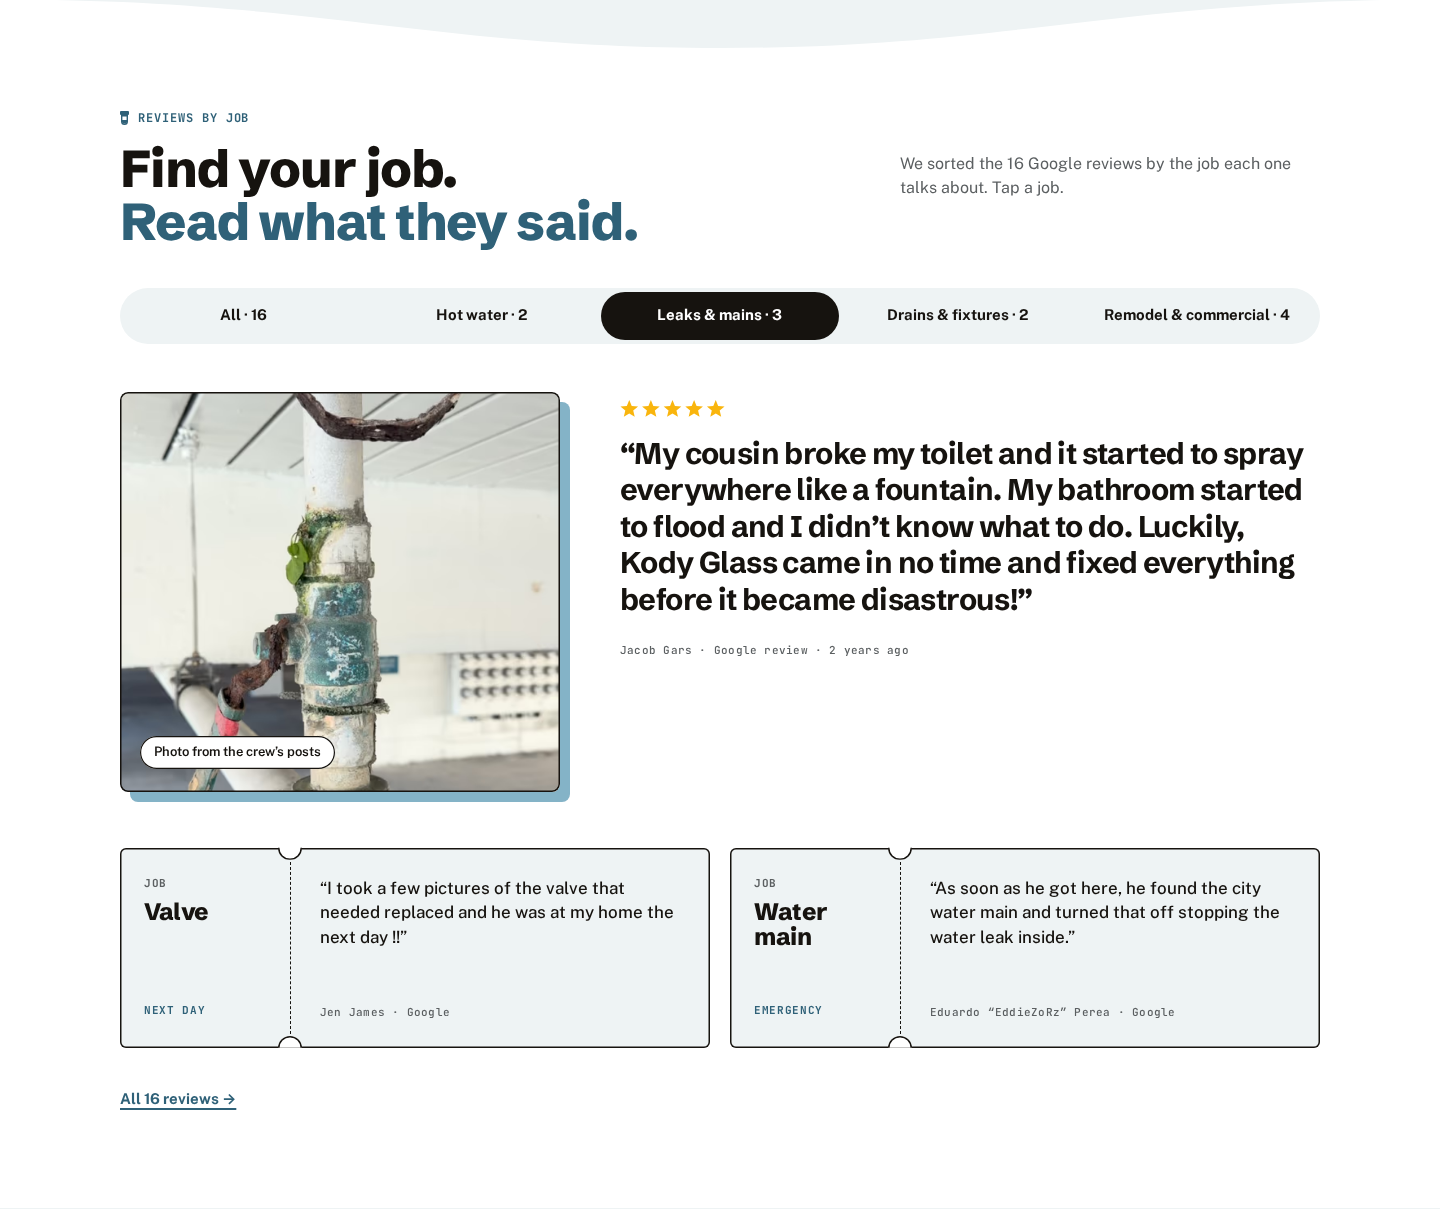 REVIEWS BY JOB
Find your job.
Read what they said.
We sorted the 16 Google reviews by the job each one
talks about. Tap a job.
All · 16
Hot water · 2
Leaks & mains · 3
Drains & fixtures · 2
Remodel & commercial · 4
“My cousin broke my toilet and it started to spray
everywhere like a fountain. My bathroom started
to flood and I didn’t know what to do. Luckily,
Kody Glass came in no time and fixed everything
before it became disastrous!”
Jacob Gars · Google review · 2 years ago
Photo from the crew’s posts
JOB
Valve
NEXT DAY
“I took a few pictures of the valve that
needed replaced and he was at my home the
next day !!”
Jen James · Google
JOB
Water
main
EMERGENCY
“As soon as he got here, he found the city
water main and turned that off stopping the
water leak inside.”
Eduardo “EddieZoRz” Perea · Google
All 16 reviews →